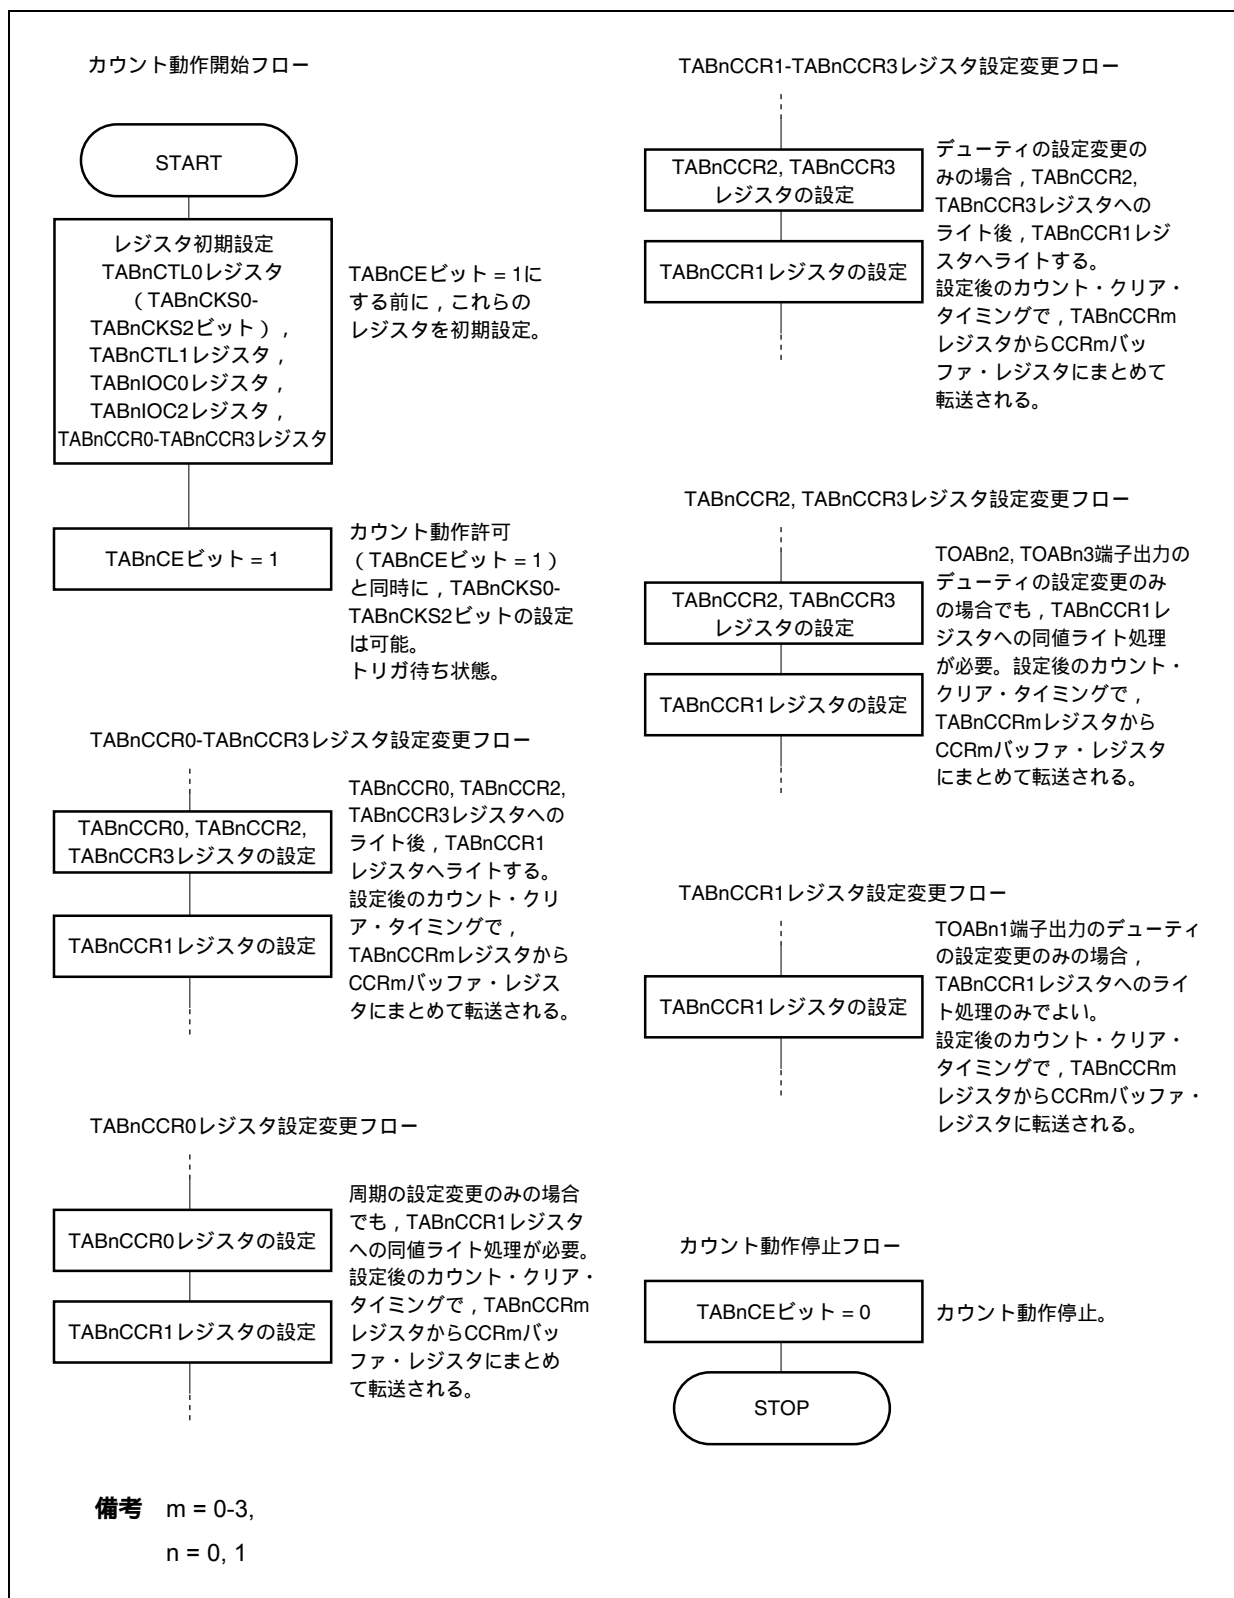 カウント動作開始フロー
START
レジスタ初期設定
TABnCTL0レジスタ
（TABnCKS0-
TABnCKS2ビット），
TABnCTL1レジスタ，
TABnIOC0レジスタ，
TABnIOC2レジスタ，
TABnCCR0-TABnCCR3レジスタ
TABnCEビット = 1に
する前に，これらの
レジスタを初期設定。
TABnCEビット = 1
カウント動作許可
（TABnCEビット = 1）
と同時に，TABnCKS0-
TABnCKS2ビットの設定
は可能。
トリガ待ち状態。
TABnCCR0-TABnCCR3レジスタ設定変更フロー
TABnCCR0, TABnCCR2,
TABnCCR3レジスタの設定
TABnCCR1レジスタの設定
TABnCCR0, TABnCCR2,
TABnCCR3レジスタへの
ライト後，TABnCCR1
レジスタへライトする。
設定後のカウント・クリ
ア・タイミングで，
TABnCCRmレジスタから
CCRmバッファ・レジス
タにまとめて転送される。
TABnCCR0レジスタ設定変更フロー
TABnCCR0レジスタの設定
TABnCCR1レジスタの設定
周期の設定変更のみの場合
でも，TABnCCR1レジスタ
への同値ライト処理が必要。
設定後のカウント・クリア・
タイミングで，TABnCCRm
レジスタからCCRmバッ
ファ・レジスタにまとめ
て転送される。
TABnCCR1-TABnCCR3レジスタ設定変更フロー
TABnCCR2, TABnCCR3
レジスタの設定
TABnCCR1レジスタの設定
デューティの設定変更の
みの場合，TABnCCR2,
TABnCCR3レジスタへの
ライト後，TABnCCR1レジ
スタへライトする。
設定後のカウント・クリア・
タイミングで，TABnCCRm
レジスタからCCRmバッ
ファ・レジスタにまとめて
転送される。
TABnCCR2, TABnCCR3レジスタ設定変更フロー
TABnCCR2, TABnCCR3
レジスタの設定
TABnCCR1レジスタの設定
TOABn2, TOABn3端子出力の
デューティの設定変更のみ
の場合でも，TABnCCR1レ
ジスタへの同値ライト処理
が必要。設定後のカウント・
クリア・タイミングで，
TABnCCRmレジスタから
CCRmバッファ・レジスタ
にまとめて転送される。
TABnCCR1レジスタ設定変更フロー
TABnCCR1レジスタの設定
TOABn1端子出力のデューティ
の設定変更のみの場合，
TABnCCR1レジスタへのライ
ト処理のみでよい。
設定後のカウント・クリア・
タイミングで，TABnCCRm
レジスタからCCRmバッファ・
レジスタに転送される。
カウント動作停止フロー
TABnCEビット = 0
カウント動作停止。
STOP
備考 m = 0-3,
n = 0, 1